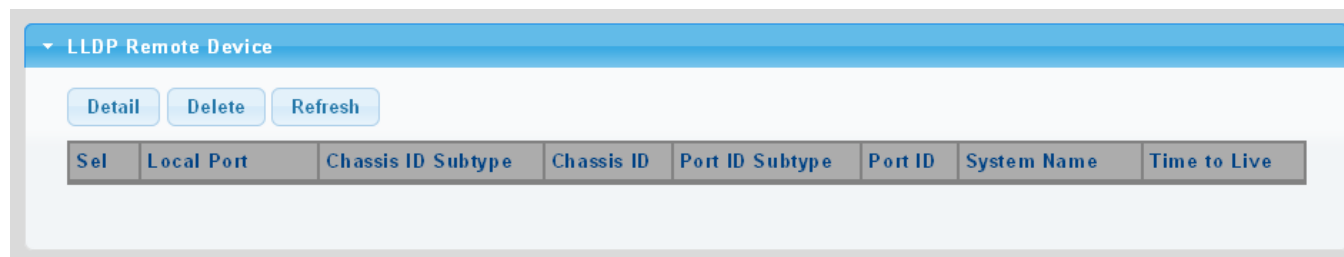 LLDP Remote Device
Detail Delete Refresh
Sel Local Port Chassis ID Subtype Chassis ID Port ID Subtype Port ID System Name Time to Live